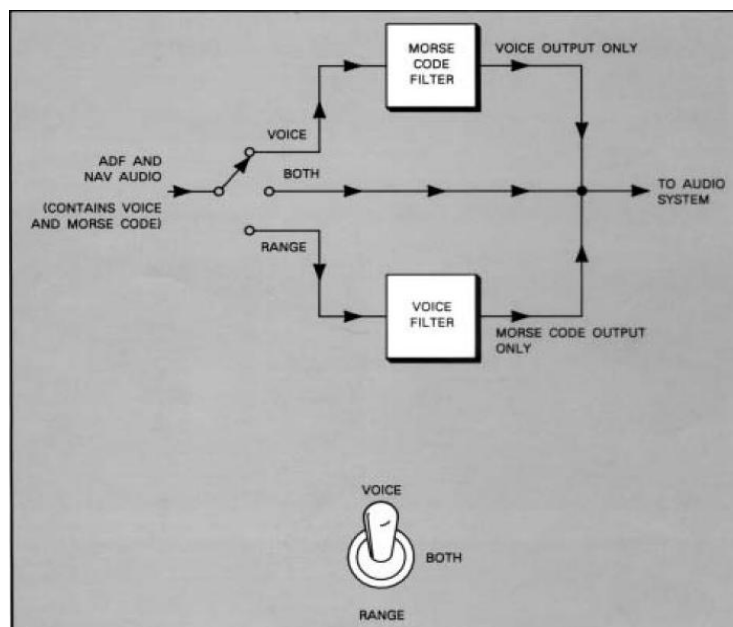 MORSE
CODE
FILTER
VOICE OUTPUT ONLY
VOICE
ADF AND
NAV AUDIO
(CONTAINS VOICE
AND MORSE CODE)
BOTH
TO AUDIO
SYSTEM
RANGE
VOICE
FILTER
MORSE CODE OUTPUT
ONLY
VOICE
BOTH
RANGE